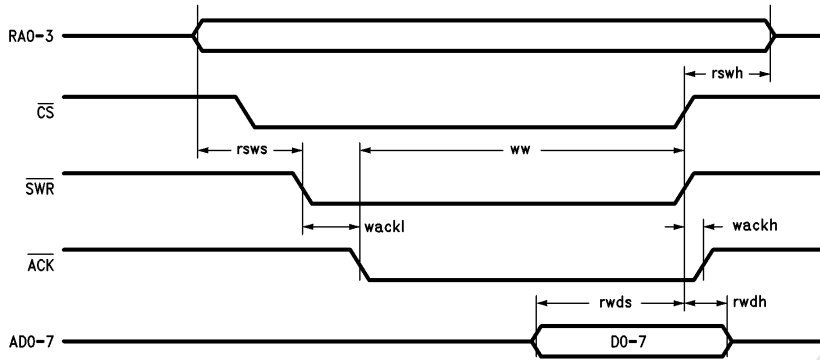 RA0-3
rswh
CS
rsws
ww
SWR
wackl
wackh
ACK
rwds
rwdh
AD0-7
D0-7